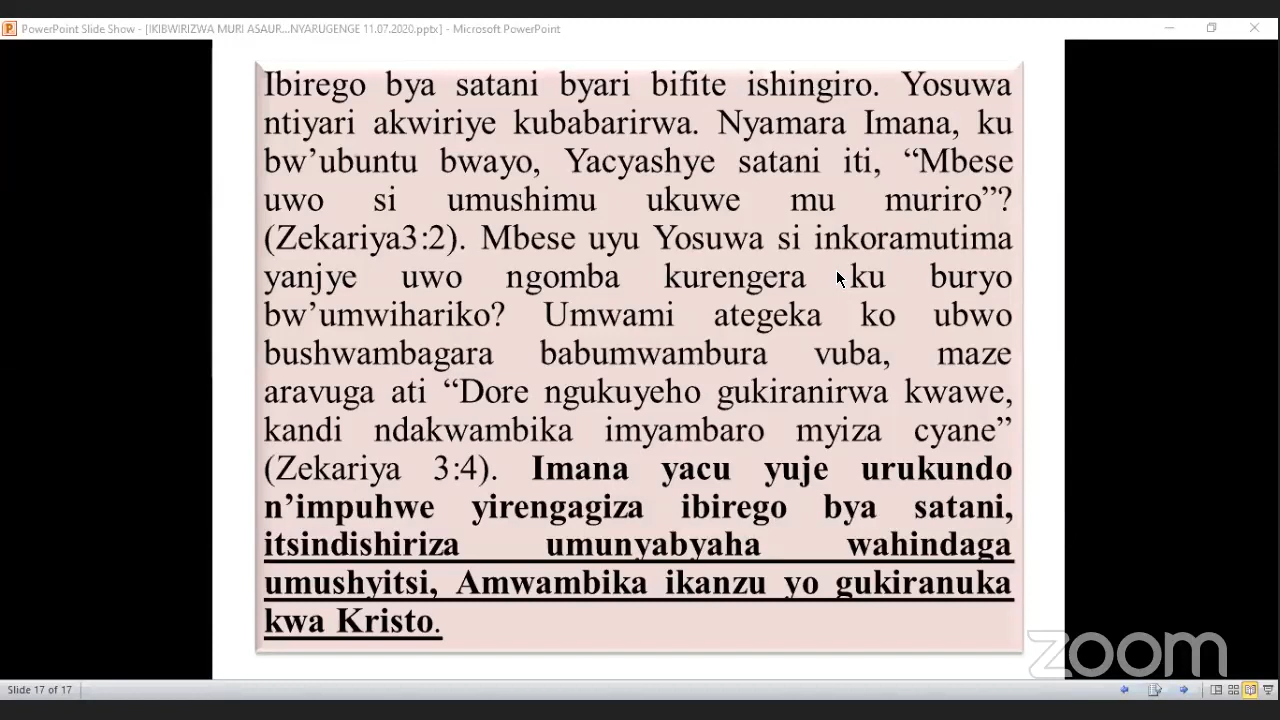 PowerPoint Slide Show - [IKIBWIRIZWA MURI ASAUR...NYARUGENGE 11.07.2020.pptx] - Microsoft PowerPoint
Ibirego bya satani byari bifite ishingiro. Yosuwa
ntiyari akwiriye kubabarirwa. Nyamara Imana, ku
bw’ubuntu bwayo, Yacyashye satani iti, “Mbese
uwo si umushimu ukuwe mu muriro”?
(Zekariya3:2). Mbese uyu Yosuwa si inkoramutima
yanjye uwo ngomba kurengera ku buryo
bw’umwihariko? Umwami ategeka ko ubwo
bushwambagara babumwambura vuba, maze
aravuga ati “Dore ngukuyeho gukiranirwa kwawe,
kandi ndakwambika imyambaro myiza cyane”
(Zekariya 3:4). Imana yacu yuje urukundo
n’impuhwe yirengagiza ibirego bya satani,
itsindishiriza umunyabyaha wahindaga
umushyitsi, Amwambika ikanzu yo gukiranuka
kwa Kristo.
zoom
Slide 17 of 17